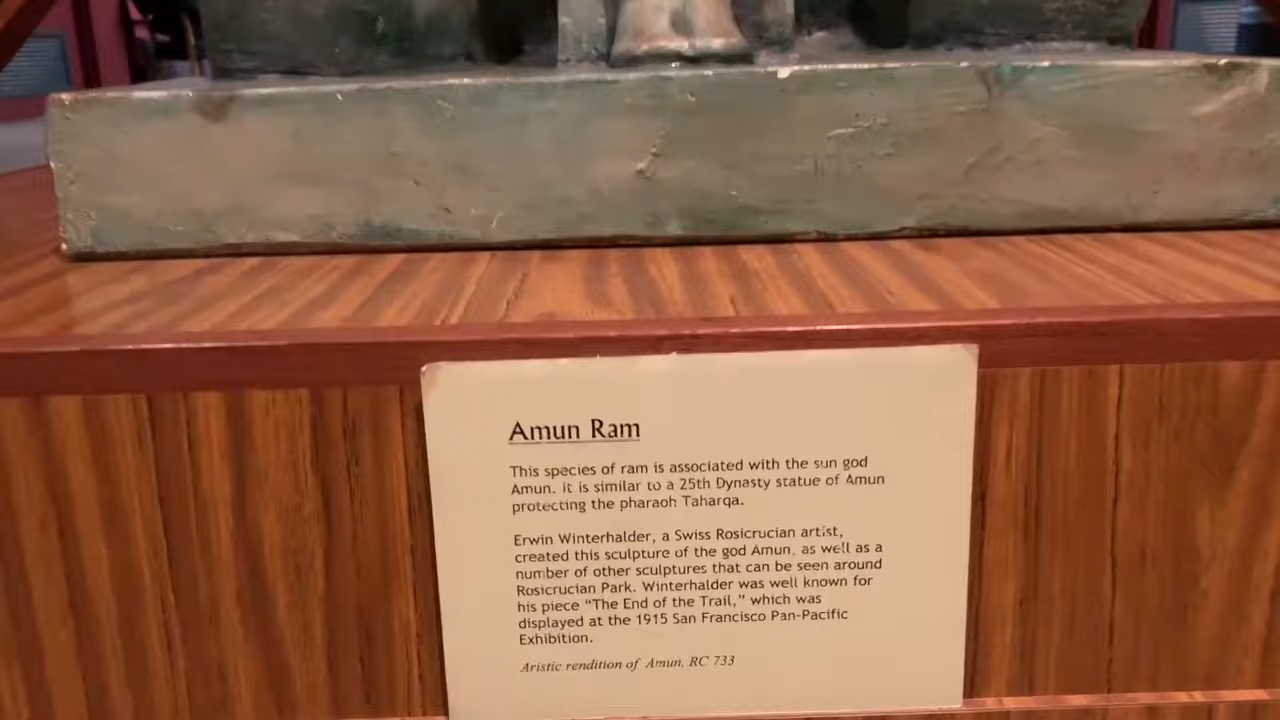 Amun Ram
This species of ram is associated with the sun god
Amun. It is similar to a 25th Dynasty statue of Amun
protecting the pharaoh Taharqa.
Erwin Winterhalder, a Swiss Rosicrucian artist,
created this sculpture of the god Amun, as well as a
number of other sculptures that can be seen around
Rosicrucian Park. Winterhalder was well known for
his piece “The End of the Trail,” which was
displayed at the 1915 San Francisco Pan-Pacific
Exhibition.
Aristic rendition of Amun, RC 733